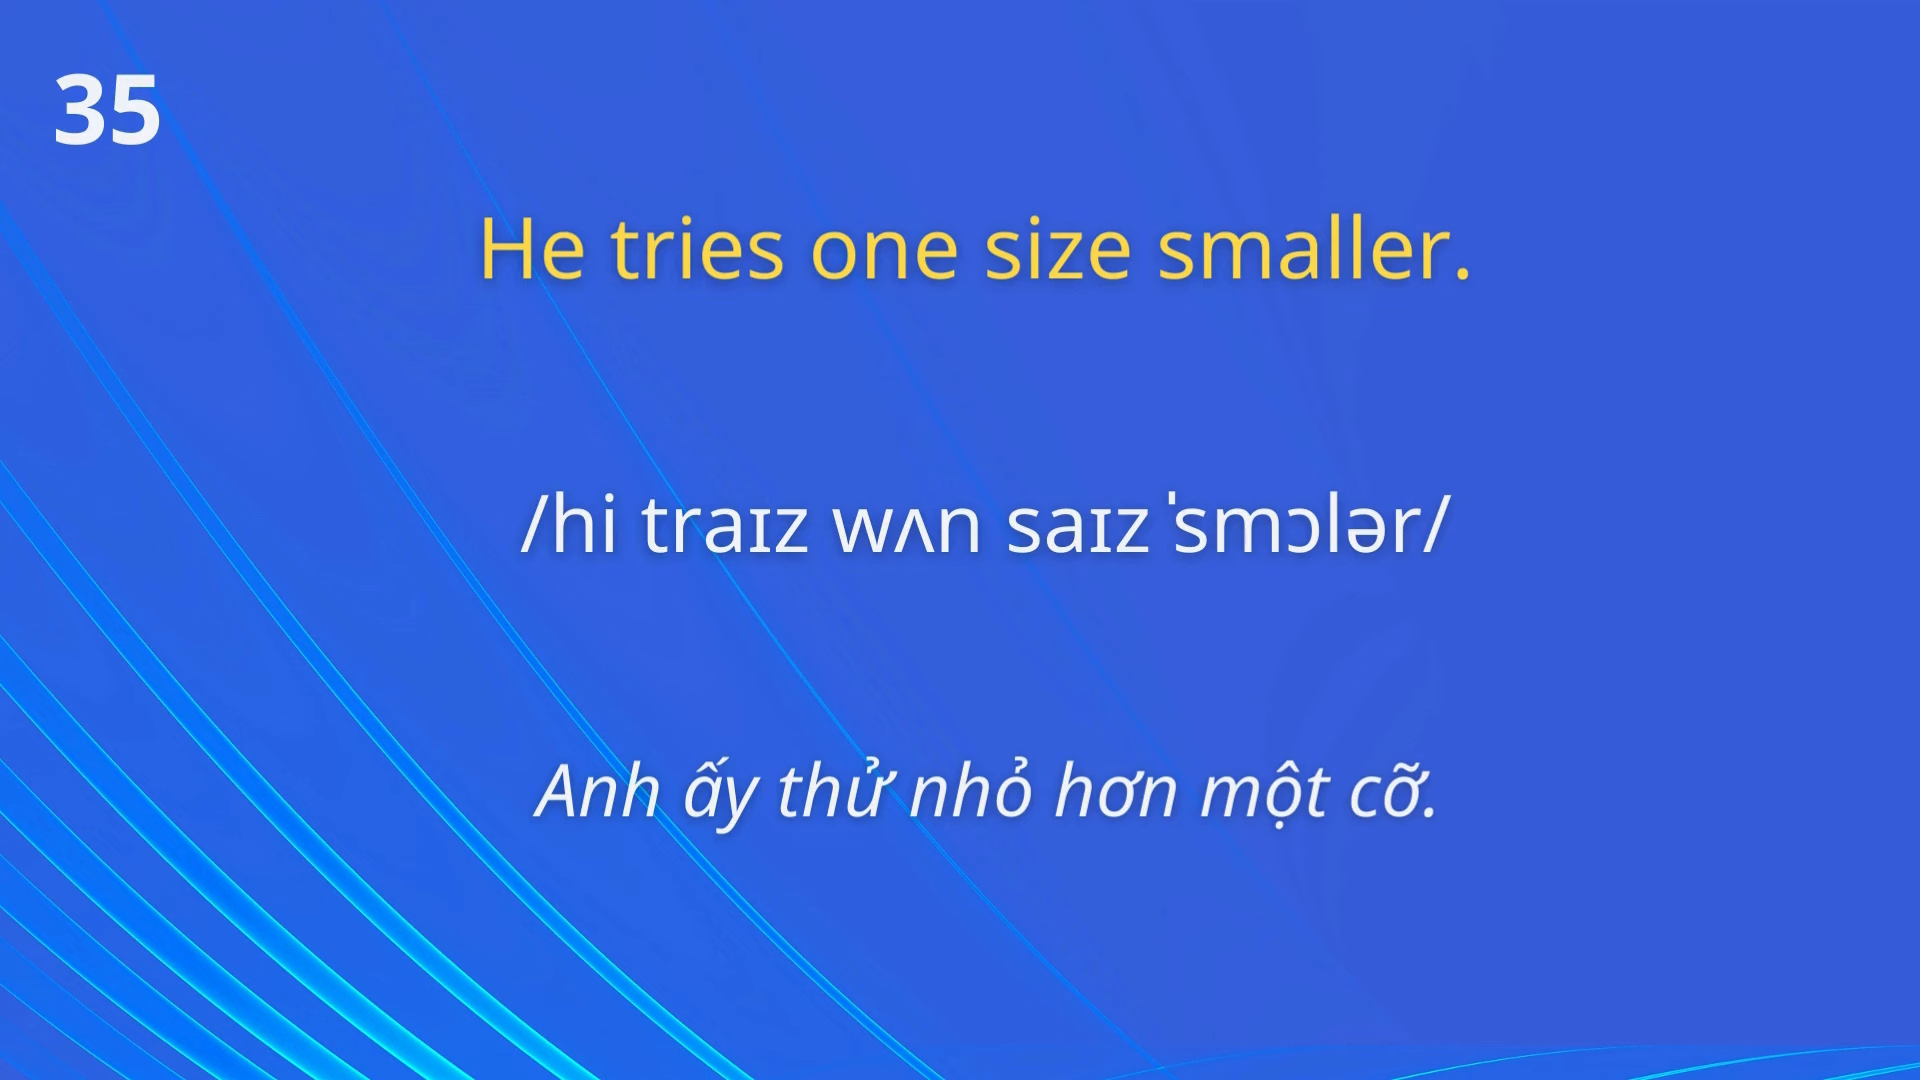 35
He tries one size smaller.
/hi traɪz wʌn saɪz ˈsmɔlər/
Anh ấy thử nhỏ hơn một cỡ.